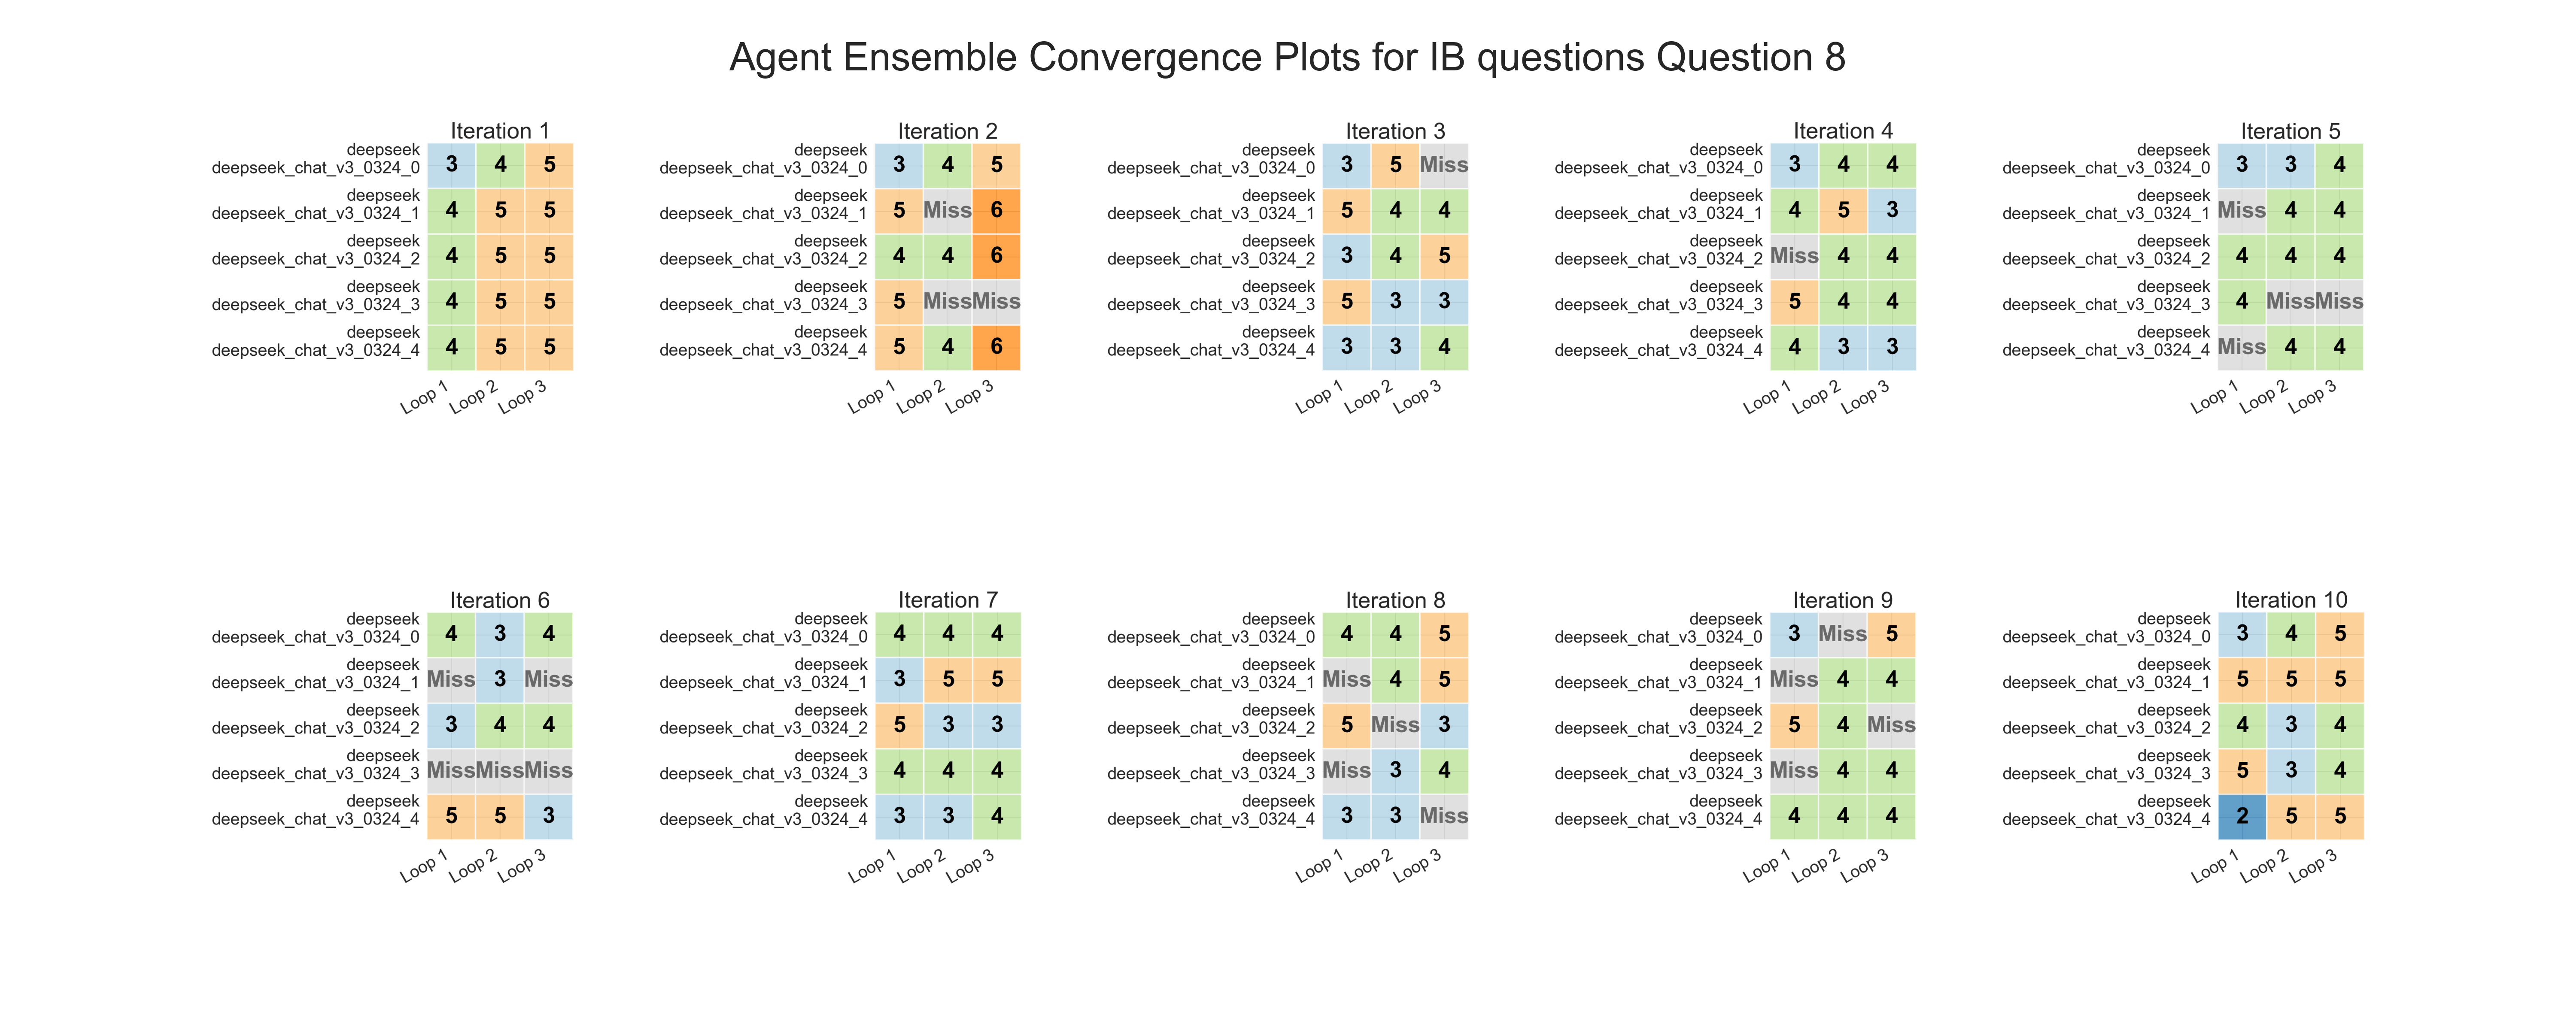 Agent Ensemble Convergence Plots for IB questions Question 8
Iteration 1
deepseek
deepseek_chat_v3_0324_0 3 4 5
deepseek
deepseek_chat_v3_0324_1 4 5 5
deepseek
deepseek_chat_v3_0324_2 4 5 5
deepseek
deepseek_chat_v3_0324_3 4 5 5
deepseek
deepseek_chat_v3_0324_4 4 5 5
Loop 1 Loop 2 Loop 3
Iteration 2
deepseek
deepseek_chat_v3_0324_0 3 4 5
deepseek
deepseek_chat_v3_0324_1 5 Miss 6
deepseek
deepseek_chat_v3_0324_2 4 4 6
deepseek
deepseek_chat_v3_0324_3 5 Miss Miss
deepseek
deepseek_chat_v3_0324_4 5 4 6
Loop 1 Loop 2 Loop 3
Iteration 3
deepseek
deepseek_chat_v3_0324_0 3 5 Miss
deepseek
deepseek_chat_v3_0324_1 5 4 4
deepseek
deepseek_chat_v3_0324_2 3 4 5
deepseek
deepseek_chat_v3_0324_3 5 3 3
deepseek
deepseek_chat_v3_0324_4 3 3 4
Loop 1 Loop 2 Loop 3
Iteration 4
deepseek
deepseek_chat_v3_0324_0 3 4 4
deepseek
deepseek_chat_v3_0324_1 4 5 3
deepseek
deepseek_chat_v3_0324_2 Miss 4 4
deepseek
deepseek_chat_v3_0324_3 5 4 4
deepseek
deepseek_chat_v3_0324_4 4 3 3
Loop 1 Loop 2 Loop 3
Iteration 5
deepseek
deepseek_chat_v3_0324_0 3 3 4
deepseek
deepseek_chat_v3_0324_1 Miss 4 4
deepseek
deepseek_chat_v3_0324_2 4 4 4
deepseek
deepseek_chat_v3_0324_3 4 Miss Miss
deepseek
deepseek_chat_v3_0324_4 Miss 4 4
Loop 1 Loop 2 Loop 3
Iteration 6
deepseek
deepseek_chat_v3_0324_0 4 3 4
deepseek
deepseek_chat_v3_0324_1 Miss 3 Miss
deepseek
deepseek_chat_v3_0324_2 3 4 4
deepseek
deepseek_chat_v3_0324_3 Miss Miss Miss
deepseek
deepseek_chat_v3_0324_4 5 5 3
Loop 1 Loop 2 Loop 3
Iteration 7
deepseek
deepseek_chat_v3_0324_0 4 4 4
deepseek
deepseek_chat_v3_0324_1 3 5 5
deepseek
deepseek_chat_v3_0324_2 5 3 3
deepseek
deepseek_chat_v3_0324_3 4 4 4
deepseek
deepseek_chat_v3_0324_4 3 3 4
Loop 1 Loop 2 Loop 3
Iteration 8
deepseek
deepseek_chat_v3_0324_0 4 4 5
deepseek
deepseek_chat_v3_0324_1 Miss 4 5
deepseek
deepseek_chat_v3_0324_2 5 Miss 3
deepseek
deepseek_chat_v3_0324_3 Miss 3 4
deepseek
deepseek_chat_v3_0324_4 3 3 Miss
Loop 1 Loop 2 Loop 3
Iteration 9
deepseek
deepseek_chat_v3_0324_0 3 Miss 5
deepseek
deepseek_chat_v3_0324_1 Miss 4 4
deepseek
deepseek_chat_v3_0324_2 5 4 Miss
deepseek
deepseek_chat_v3_0324_3 Miss 4 4
deepseek
deepseek_chat_v3_0324_4 4 4 4
Loop 1 Loop 2 Loop 3
Iteration 10
deepseek
deepseek_chat_v3_0324_0 3 4 5
deepseek
deepseek_chat_v3_0324_1 5 5 5
deepseek
deepseek_chat_v3_0324_2 4 3 4
deepseek
deepseek_chat_v3_0324_3 5 3 4
deepseek
deepseek_chat_v3_0324_4 2 5 5
Loop 1 Loop 2 Loop 3